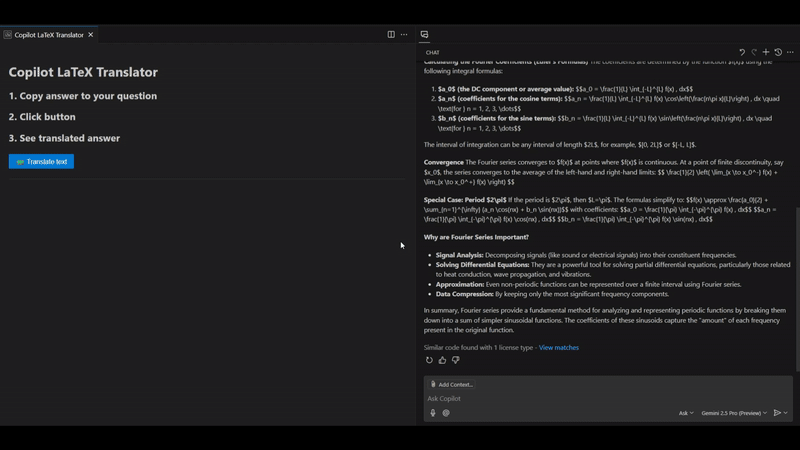 Copilot LaTeX Translator
Copilot LaTeX Translator
1. Copy answer to your question
2. Click button
3. See translated answer
Translate text
CHAT
Calculating the Fourier Coefficients (Euler's Formulas) The coefficients are determined by the function $f(x)$ using the
following integral formulas:
1. $a_0$ (the DC component or average value): $$a_0 = \frac{1}{L} \int_{-L}^{L} f(x) , dx$$
2. $a_n$ (coefficients for the cosine terms): $$a_n = \frac{1}{L} \int_{-L}^{L} f(x) \cos\left(\frac{n\pi x}{L}\right) , dx \quad
\text{for } n = 1, 2, 3, \dots$$
3. $b_n$ (coefficients for the sine terms): $$b_n = \frac{1}{L} \int_{-L}^{L} f(x) \sin\left(\frac{n\pi x}{L}\right) , dx \quad
\text{for } n = 1, 2, 3, \dots$$
The interval of integration can be any interval of length $2L$, for example, $[0, 2L]$ or $[-L, L]$.
Convergence The Fourier series converges to $f(x)$ at points where $f(x)$ is continuous. At a point of finite discontinuity, say
$x_0$, the series converges to the average of the left-hand and right-hand limits: $$ \frac{1}{2} \left( \lim_{x \to x_0^-} f(x) +
\lim_{x \to x_0^+} f(x) \right) $$
Special Case: Period $2\pi$ If the period is $2\pi$, then $L=\pi$. The formulas simplify to: $$f(x) \approx \frac{a_0}{2} +
\sum_{n=1}^{\infty} (a_n \cos(nx) + b_n \sin(nx))$$ with coefficients: $$a_0 = \frac{1}{\pi} \int_{-\pi}^{\pi} f(x) , dx$$ $$a_n =
\frac{1}{\pi} \int_{-\pi}^{\pi} f(x) \cos(nx) , dx$$ $$b_n = \frac{1}{\pi} \int_{-\pi}^{\pi} f(x) \sin(nx) , dx$$
Why are Fourier Series Important?
• Signal Analysis: Decomposing signals (like sound or electrical signals) into their constituent frequencies.
• Solving Differential Equations: They are a powerful tool for solving partial differential equations, particularly those related
to heat conduction, wave propagation, and vibrations.
• Approximation: Even non-periodic functions can be represented over a finite interval using Fourier series.
• Data Compression: By keeping only the most significant frequency components.
In summary, Fourier series provide a fundamental method for analyzing and representing periodic functions by breaking them
down into a sum of simpler sinusoidal functions. The coefficients of these sinusoids capture the "amount" of each frequency
present in the original function.
Similar code found with 1 license type - View matches
Add Context...
Ask Copilot
Ask
Gemini 2.5 Pro (Preview)